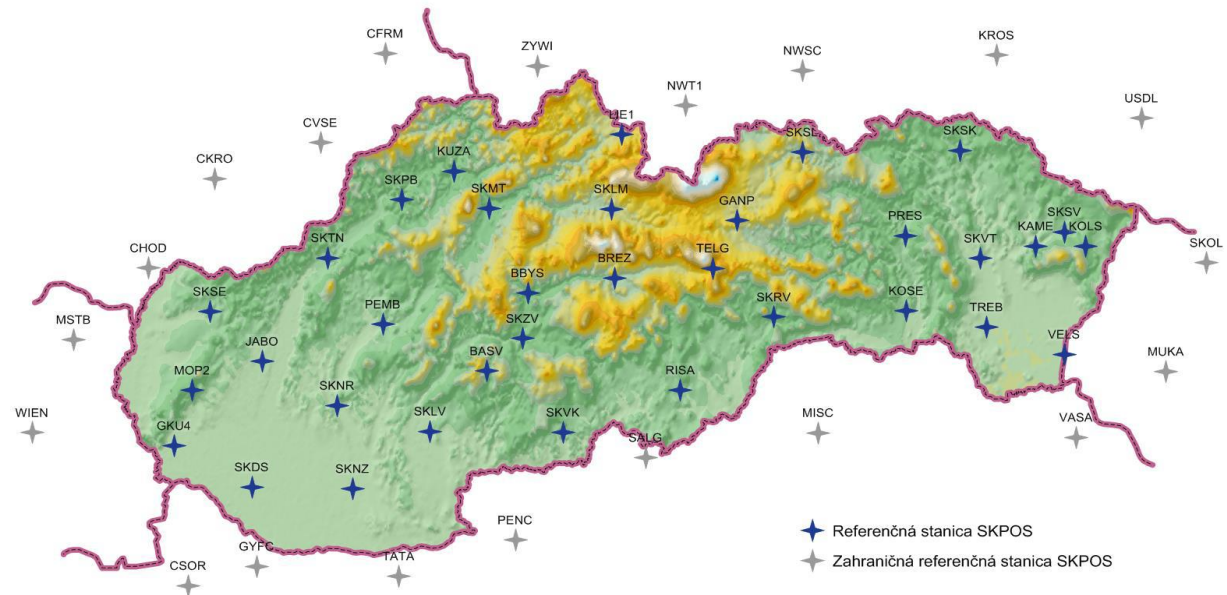 CFRM
ZYWI
KROS
NWSC
NWT1
USDL
LIE1
CVSE
SKSL
SKSK
KUZA
CKRO
SKPB
SKMT
SKLM
GANP
SKSV
PRES
KAME
KOLS
SKTN
SKVT
SKOL
CHOD
TELG
BREZ
BBYS
SKSE
PEMB
KOSE
SKRV
TREB
MSTB
SKZV
JABO
VELS
BASV
MUKA
MOP2
RISA
SKNR
WIEN
MISC
GKU4
SKLV
SKVK
VASA
SALG
SKDS
SKNZ
PENC
Referenčná stanica SKPOS
GYFC
TATA
Zahraničná referenčná stanica SKPOS
CSOR